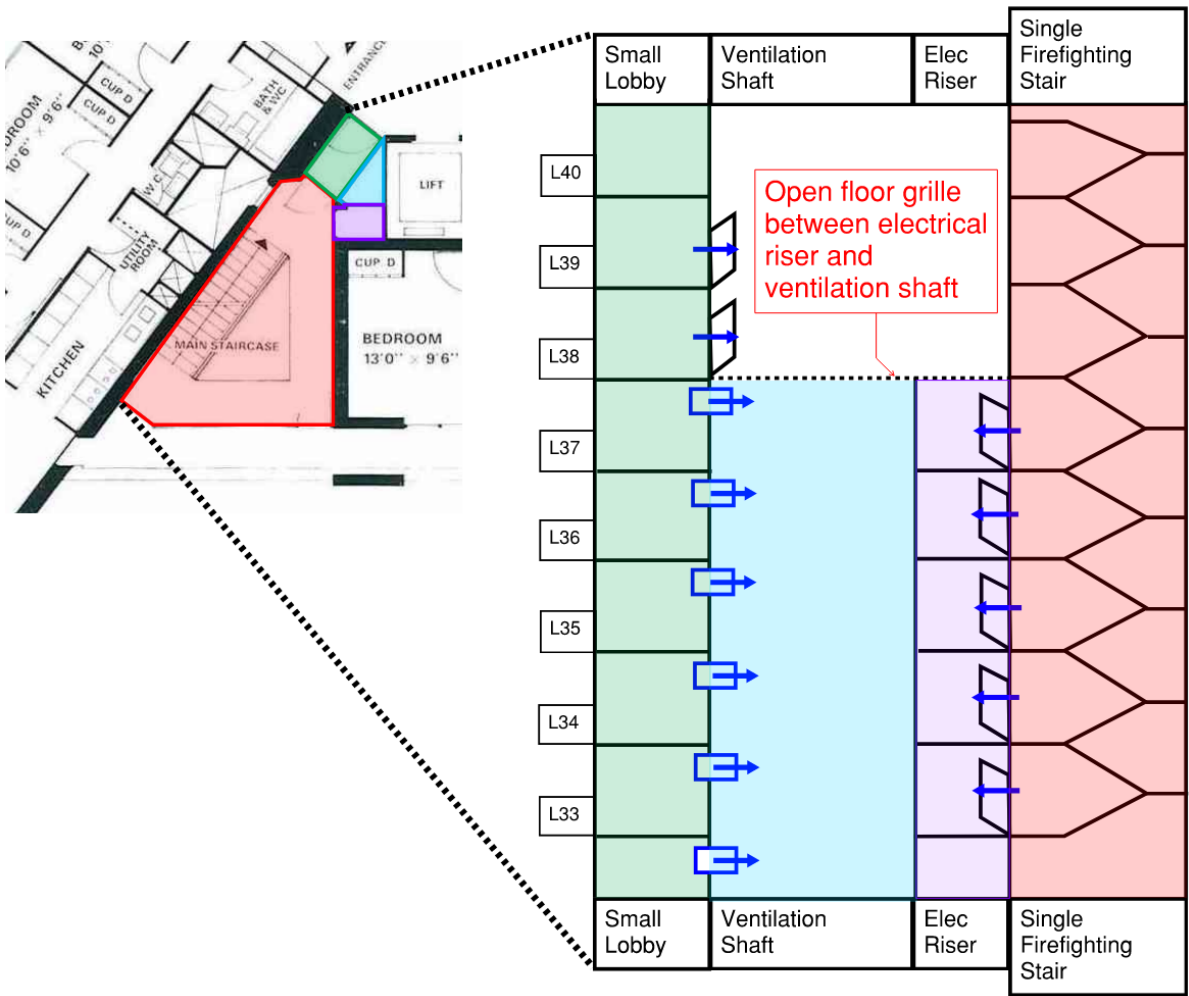 B
10'
CUP D
CUP D
ROOM
10'6" × 9'6"
CUP D
BATH
& WC
ENTRANCE
W.C
LIFT
UTILITY
ROOM
CUP D
KITCHEN
MAIN STAIRCASE
BEDROOM
13'0" × 9'6"
Small
Lobby
Ventilation
Shaft
Elec
Riser
Single
Firefighting
Stair
L40
L39
L38
L37
L36
L35
L34
L33
Open floor grille
between electrical
riser and
ventilation shaft
Small
Lobby
Ventilation
Shaft
Elec
Riser
Single
Firefighting
Stair